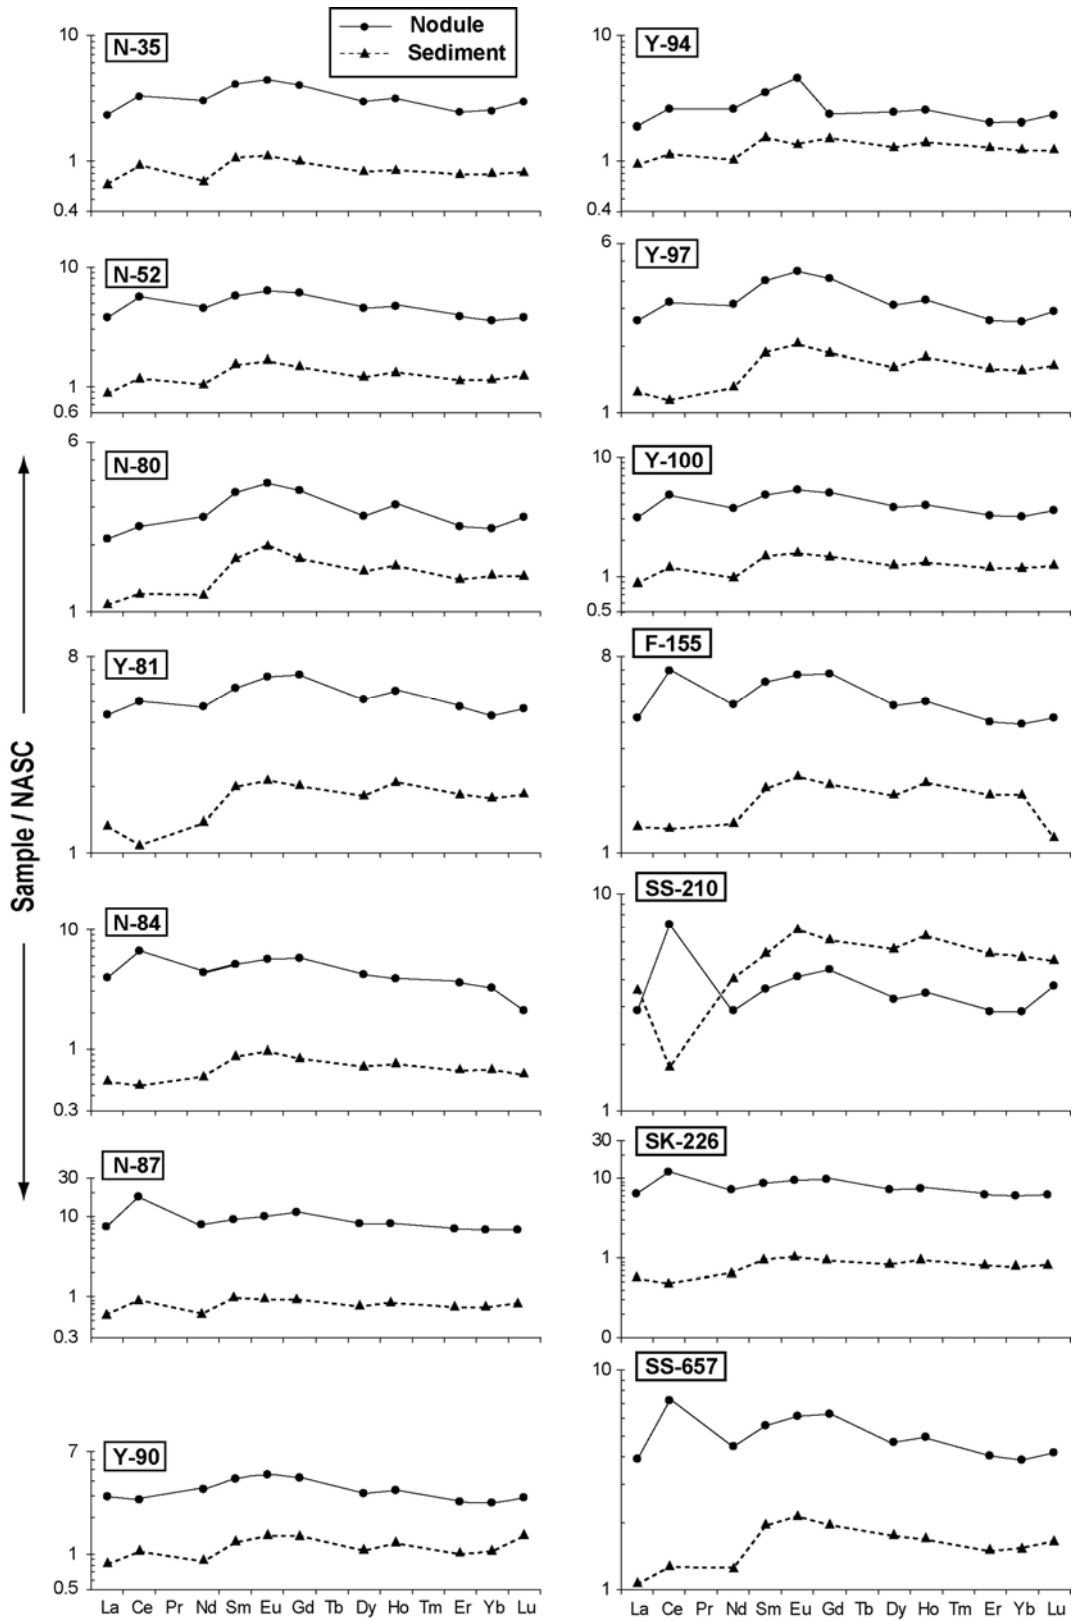 Nodule
Sediment
Sample / NASC
N-35
10
1
0.4
N-52
10
1
0.6
N-80
6
1
Y-81
8
1
N-84
10
1
0.3
N-87
30
10
1
0.3
Y-90
7
1
0.5
La Ce Pr Nd Sm Eu Gd Tb Dy Ho Tm Er Yb Lu
Y-94
10
1
0.4
Y-97
6
1
Y-100
10
1
0.5
F-155
8
1
SS-210
10
1
SK-226
30
10
1
0
SS-657
10
1
La Ce Pr Nd Sm Eu Gd Tb Dy Ho Tm Er Yb Lu